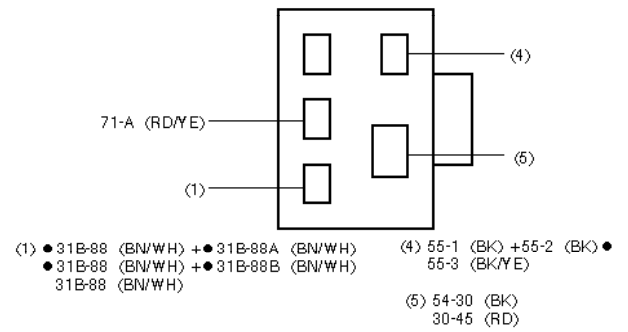 (4)
71-A (RD/YE)
(5)
(1)
(1) ● 31B-88 (BN/WH) + ● 31B-88A (BN/WH)
● 31B-88 (BN/WH) + ● 31B-88B (BN/WH)
31B-88 (BN/WH)
(4) 55-1 (BK) +55-2 (BK) ●
55-3 (BK/YE)
(5) 54-30 (BK)
30-45 (RD)